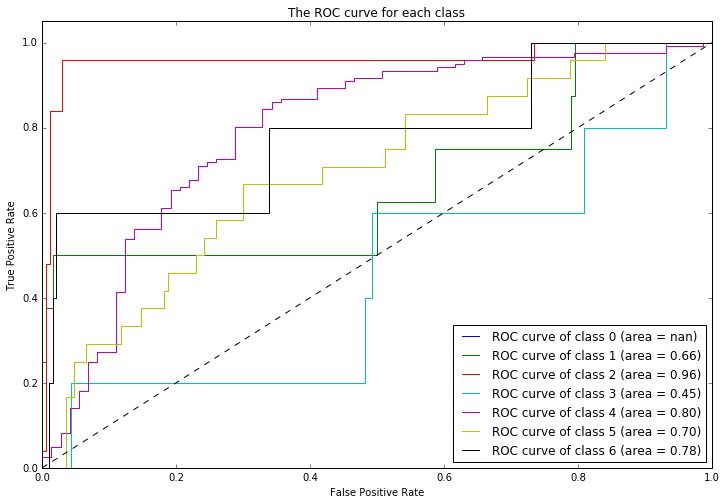 The ROC curve for each class
True Positive Rate
1.0
0.8
0.6
0.4
0.2
0.0
ROC curve of class 0 (area = nan)
ROC curve of class 1 (area = 0.66)
ROC curve of class 2 (area = 0.96)
ROC curve of class 3 (area = 0.45)
ROC curve of class 4 (area = 0.80)
ROC curve of class 5 (area = 0.70)
ROC curve of class 6 (area = 0.78)
0.0 0.2 0.4 0.6 0.8 1.0
False Positive Rate